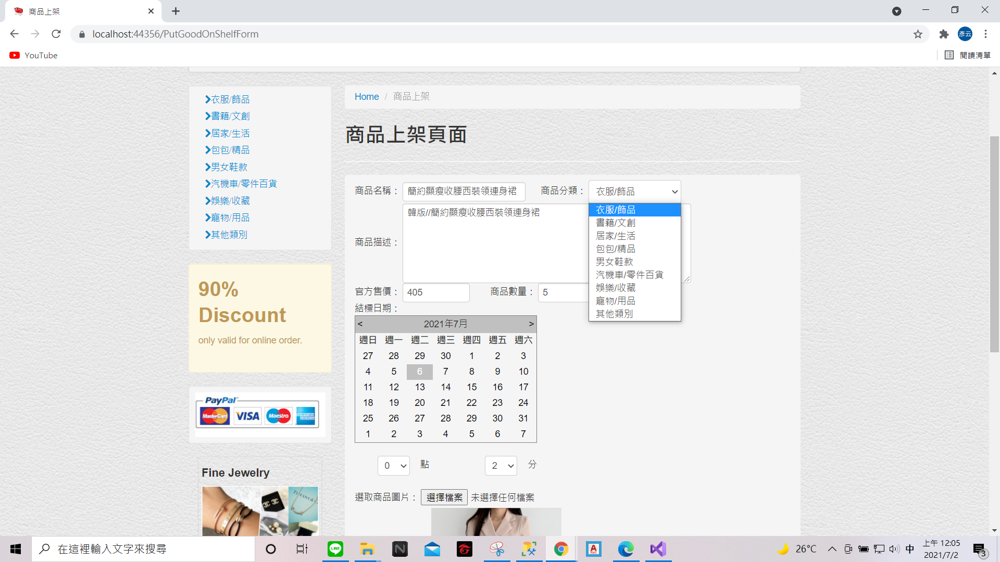 商品上架
localhost:44356/PutGoodOnShelfForm
彥云
YouTube
閱讀清單
衣服/飾品
書籍/文創
居家/生活
包包/精品
男女鞋款
汽機車/零件百貨
娛樂/收藏
寵物/用品
其他類別
90%
Discount
only valid for online order.
PayPal
MasterCard VISA Maestro AMERICAN EXPRESS
Fine Jewelry
TIFFANY &
Home / 商品上架
商品上架頁面
商品名稱： 簡約顯瘦收腰西裝領連身裙 商品分類： 衣服/飾品
衣服/飾品
書籍/文創
居家/生活
包包/精品
男女鞋款
汽機車/零件百貨
娛樂/收藏
寵物/用品
其他類別
商品描述： 韓版//簡約顯瘦收腰西裝領連身裙
官方售價： 405 商品數量： 5
結標日期：
< 2021年7月 >
週日 週一 週二 週三 週四 週五 週六
27 28 29 30 1 2 3
4 5 6 7 8 9 10
11 12 13 14 15 16 17
18 19 20 21 22 23 24
25 26 27 28 29 30 31
1 2 3 4 5 6 7
0 點 2 分
選取商品圖片： 選擇檔案 未選擇任何檔案
在這裡輸入文字來搜尋
LINE
N
A
26°C
中
上午 12:05
2021/7/2
3